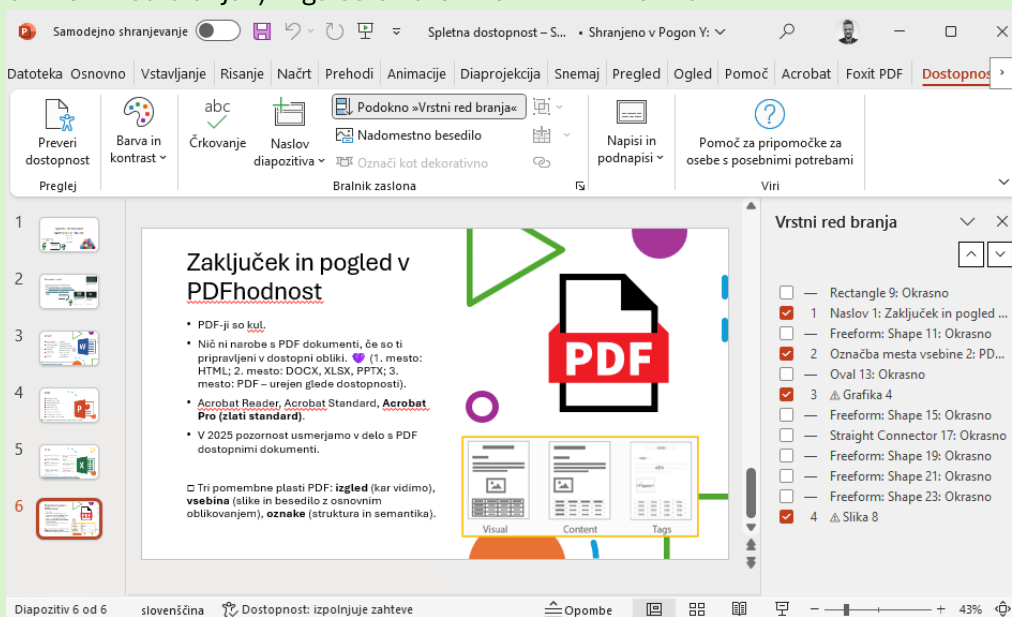 Samodejno shranjevanje
Spletna dostopnost – S... • Shranjeno v Pogon Y:
Datoteka Osnovno Vstavljanje Risanje Načrt Prehodi Animacije Diaprojekcija Snemaj Pregled Ogled Pomoč Acrobat Foxit PDF Dostopnos
Preveri dostopnost
Barva in kontrast
abc
Črkovanje
Naslov diapozitiva
Podokno »Vrstni red branja«
Nadomestno besedilo
Označi kot dekorativno
Napisi in podnapisi
Pomoč za pripomočke za osebe s posebnimi potrebami
Preglej
Bralnik zaslona
Viri
1
2
3
4
5
6
Zaključek in pogled v
PDFhodnost
• PDF-ji so kul.
• Nič ni narobe s PDF dokumenti, če so ti
pripravljeni v dostopni obliki. 💜 (1. mesto:
HTML; 2. mesto: DOCX, XLSX, PPTX; 3.
mesto: PDF – urejen glede dostopnosti).
• Acrobat Reader, Acrobat Standard, Acrobat
Pro (zlati standard).
• V 2025 pozornost usmerjamo v delo s PDF
dostopnimi dokumenti.
□ Tri pomembne plasti PDF: izgled (kar vidimo),
vsebina (slike in besedilo z osnovnim
oblikovanjem), oznake (struktura in semantika).
PDF
Visual
Content
Tags
Vrstni red branja
— Rectangle 9: Okrasno
1 Naslov 1: Zaključek in pogled ...
— Freeform: Shape 11: Okrasno
2 Označba mesta vsebine 2: PD...
— Oval 13: Okrasno
3 ⚠ Grafika 4
— Freeform: Shape 15: Okrasno
— Straight Connector 17: Okrasno
— Freeform: Shape 19: Okrasno
— Freeform: Shape 21: Okrasno
— Freeform: Shape 23: Okrasno
4 ⚠ Slika 8
Diapozitiv 6 od 6 slovenščina Dostopnost: izpolnjuje zahteve Opombe 43%